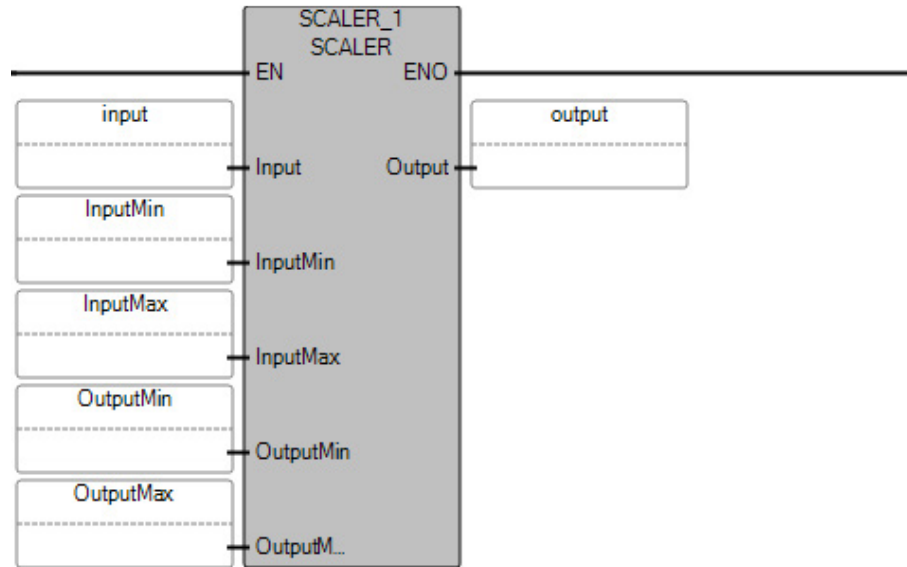 SCALER_1
SCALER
EN ENO
input
output
Input Output
InputMin
InputMin
InputMax
InputMax
OutputMin
OutputMin
OutputMax
OutputM...